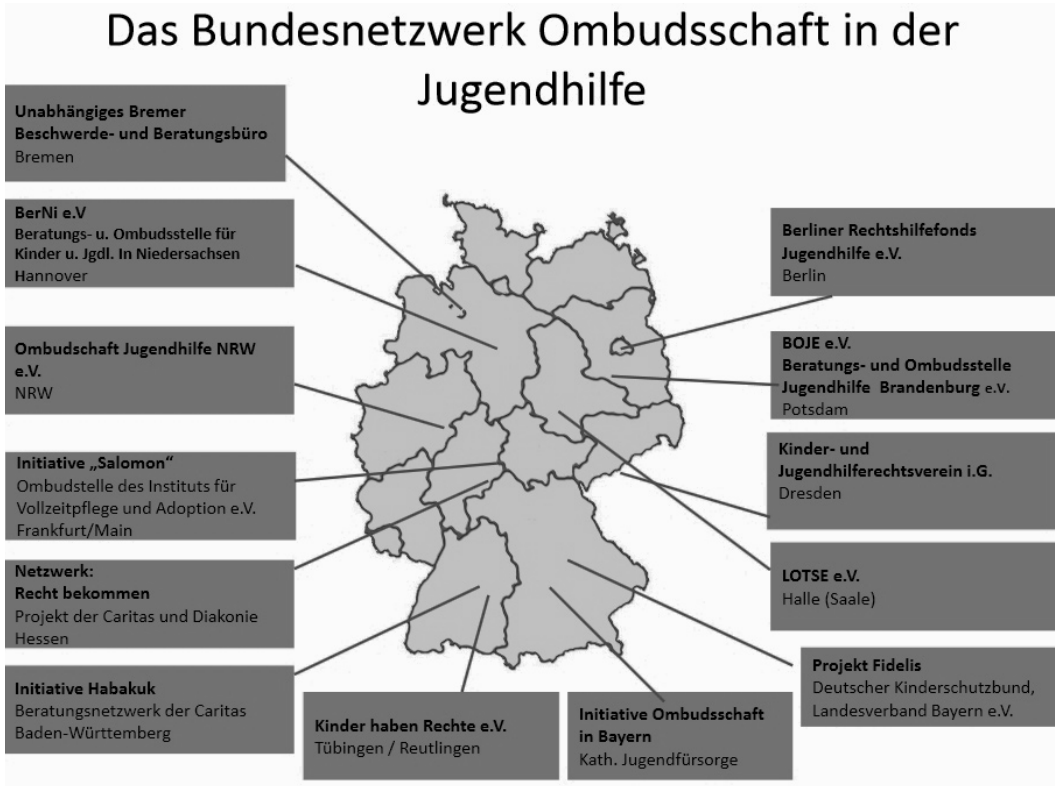 Das Bundesnetzwerk Ombudsschaft in der
Jugendhilfe
Unabhängiges Bremer
Beschwerde- und Beratungsbüro
Bremen
BerNi e.V
Beratungs- u. Ombudsstelle für
Kinder u. Jgdl. In Niedersachsen
Hannover
Ombudschaft Jugendhilfe NRW
e.V.
NRW
Initiative „Salomon“
Ombudstelle des Instituts für
Vollzeitpflege und Adoption e.V.
Frankfurt/Main
Netzwerk:
Recht bekommen
Projekt der Caritas und Diakonie
Hessen
Initiative Habakuk
Beratungsnetzwerk der Caritas
Baden-Württemberg
Kinder haben Rechte e.V.
Tübingen / Reutlingen
Initiative Ombudsschaft
in Bayern
Kath. Jugendfürsorge
Berliner Rechtshilfefonds
Jugendhilfe e.V.
Berlin
BOJE e.V.
Beratungs- und Ombudsstelle
Jugendhilfe Brandenburg e.V.
Potsdam
Kinder- und
Jugendhilferechtsverein i.G.
Dresden
LOTSE e.V.
Halle (Saale)
Projekt Fidelis
Deutscher Kinderschutzbund,
Landesverband Bayern e.V.